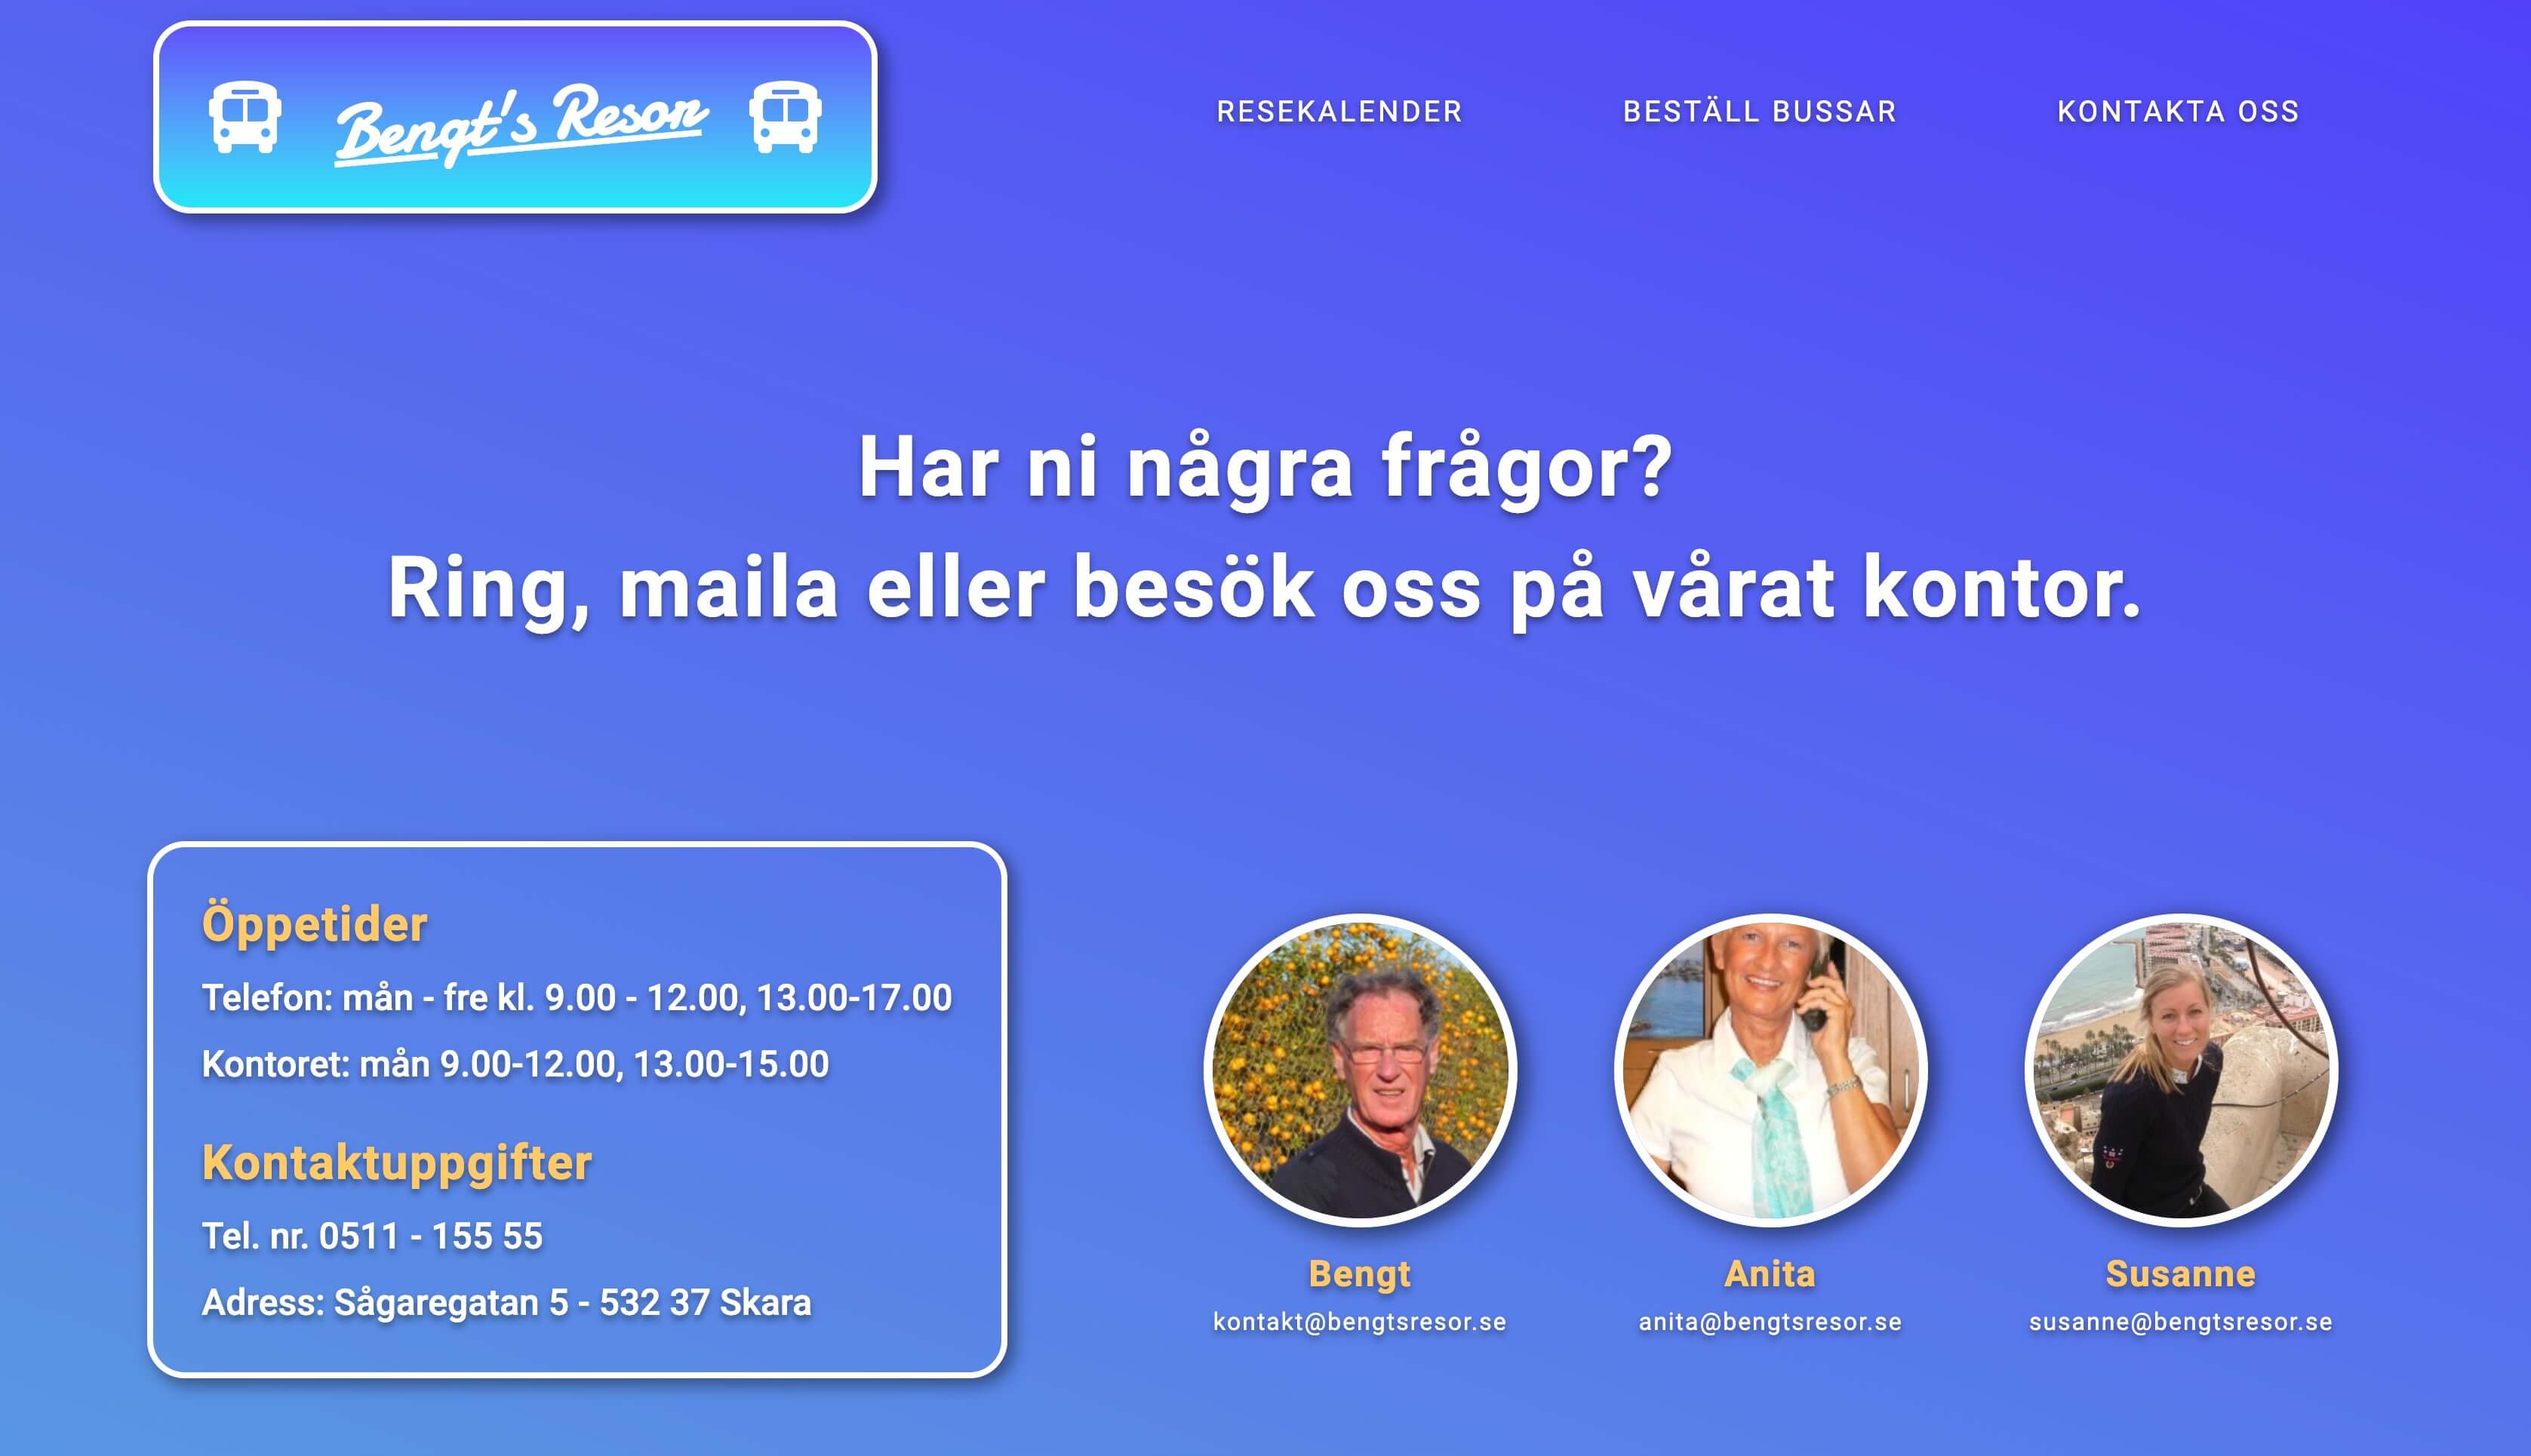 Bengt's Resor
RESEKALENDER
BESTÄLL BUSSAR
KONTAKTA OSS
Har ni några frågor?
Ring, maila eller besök oss på vårat kontor.
Öppetider
Telefon: mån - fre kl. 9.00 - 12.00, 13.00-17.00
Kontoret: mån 9.00-12.00, 13.00-15.00
Kontaktuppgifter
Tel. nr. 0511 - 155 55
Adress: Sågaregatan 5 - 532 37 Skara
Bengt
kontakt@bengtsresor.se
Anita
anita@bengtsresor.se
Susanne
susanne@bengtsresor.se